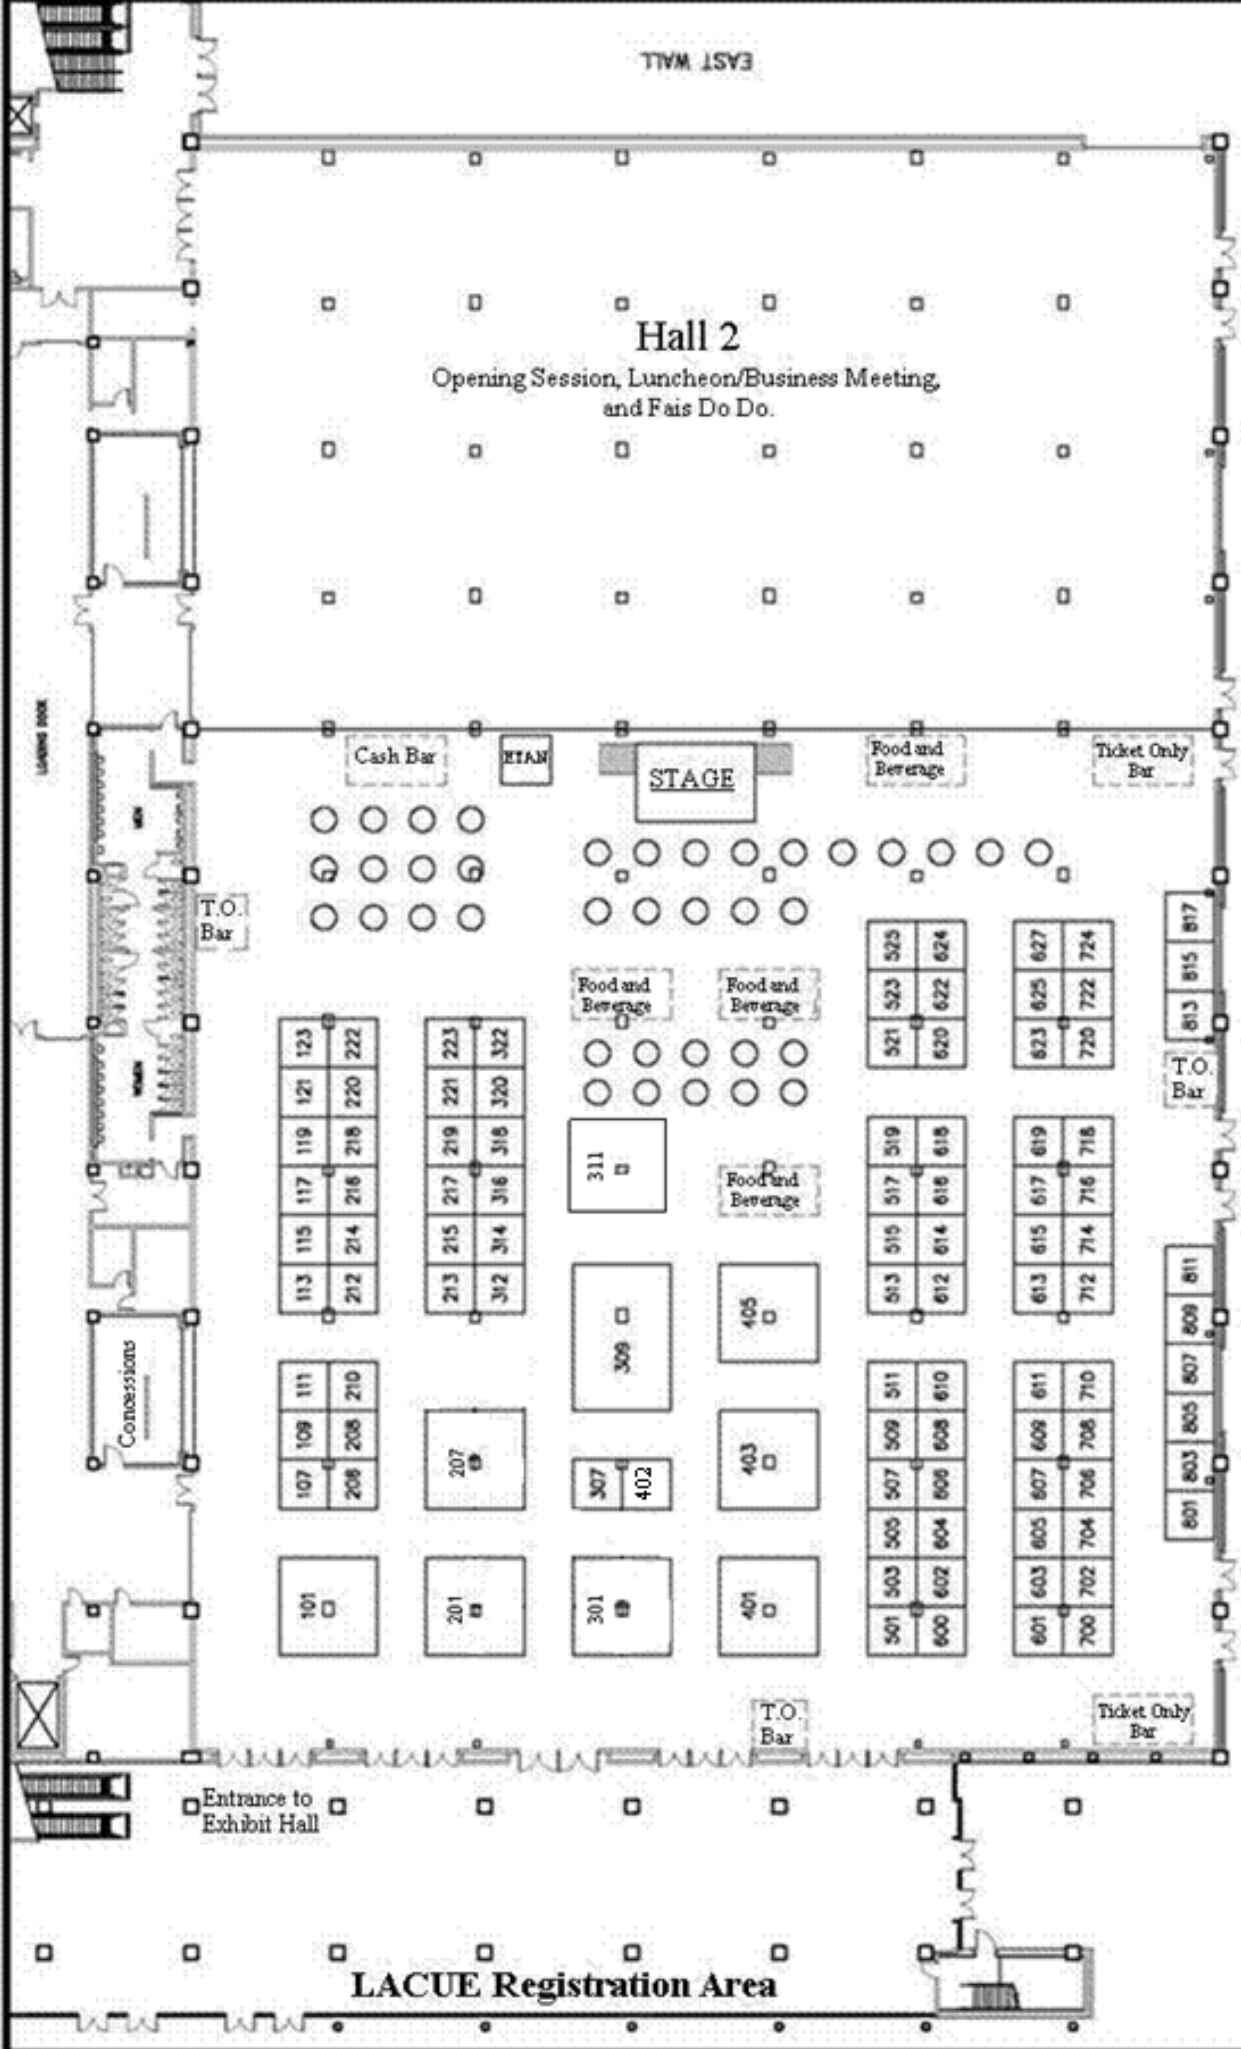 EAST WALL
Hall 2
Opening Session, Luncheon/Business Meeting,
and Fais Do Do.
LOADING DOCK
Cash Bar
STAGE
Food and
Beverage
Ticket Only
Bar
MEN
T.O.
Bar
WOMEN
Food and
Beverage
Food and
Beverage
525 624
523 622
521 620
627 724
625 722
623 720
817
815
813
T.O.
Bar
123 222
121 220
119 218
117 216
115 214
113 212
223 322
221 320
219 318
217 316
215 314
213 312
311
Food and
Beverage
519 618
517 616
515 614
513 612
619 718
617 716
615 714
613 712
Concessions
111 210
109 208
107 206
207
309
405
307 402
403
511 610
509 608
507 606
505 604
503 602
501 600
611 710
609 708
607 706
605 704
603 702
601 700
811
809
807
805
803
801
101
201
301
401
T.O.
Bar
Ticket Only
Bar
Entrance to
Exhibit Hall
LACUE Registration Area